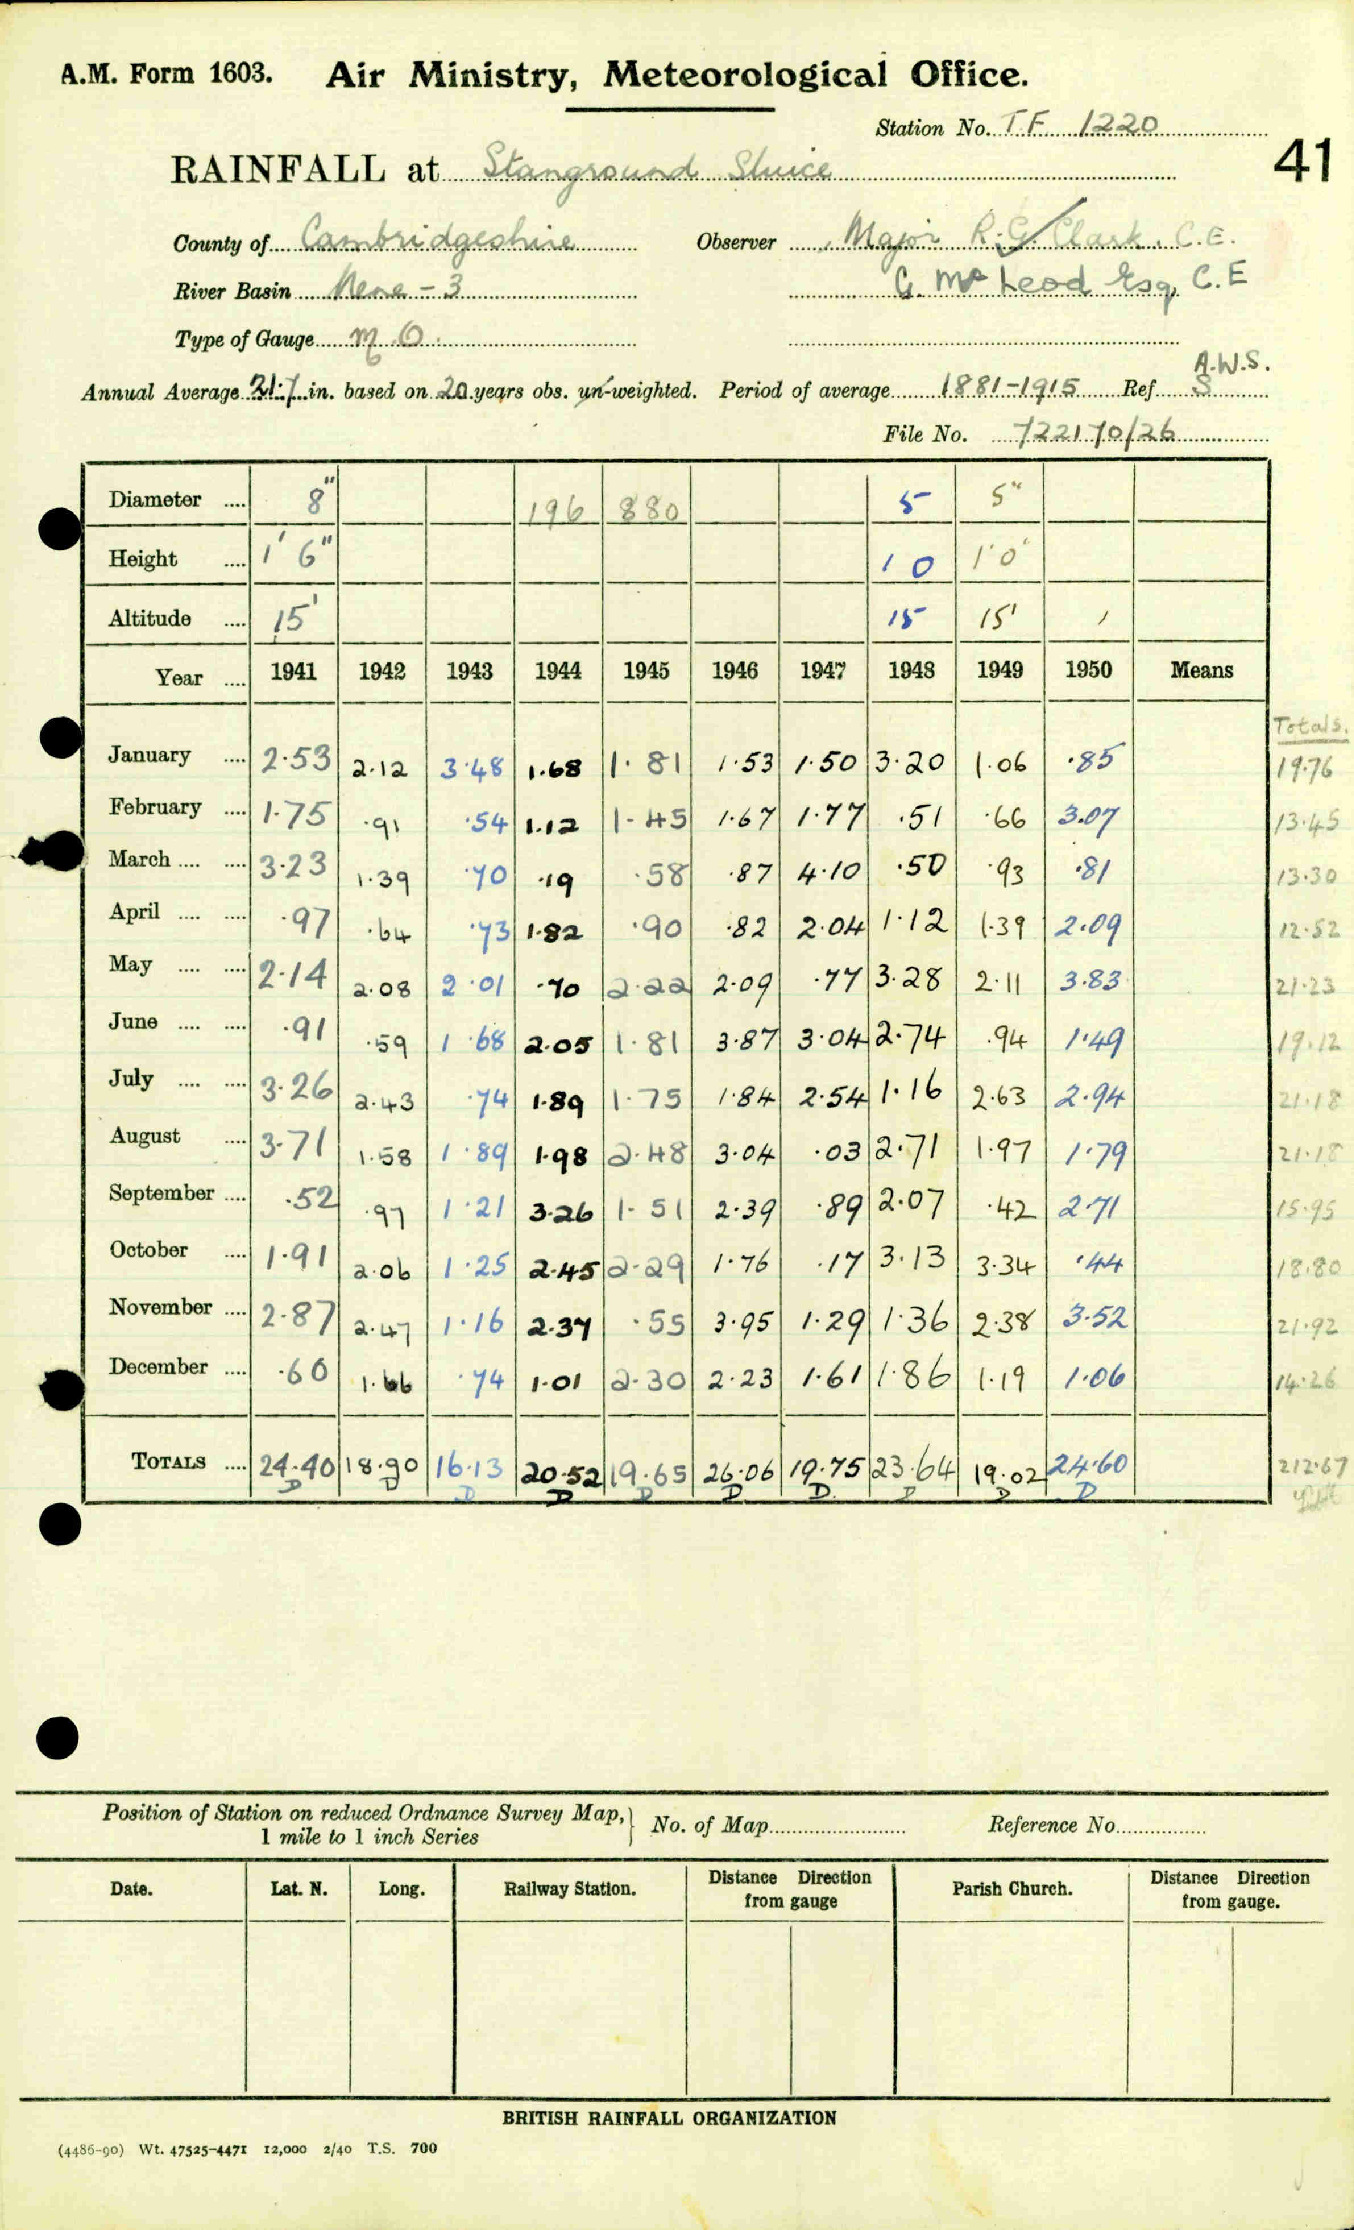 A.M. Form 1603. Air Ministry, Meteorological Office.
Station No. TF 1220
41
RAINFALL at Stanground Sluice
County of Cambridgeshire Observer Major R.G. Clark. C.E.
River Basin Nene - 3 G. McLeod Esq, C.E
Type of Gauge M.O.
A.W.S.
Annual Average 21.7 in. based on 20 years obs. un-weighted. Period of average 1881-1915 Ref S
File No. 722170/26
Diameter .... 8" 196 880 5 5"
Height .... 1' 6" 1 0 1'0"
Altitude .... 15' 15 15' 1
Year .... 1941 1942 1943 1944 1945 1946 1947 1948 1949 1950 Means
Totals.
January .... 2.53 2.12 3.48 1.68 1.81 1.53 1.50 3.20 1.06 .85 19.76
February .... 1.75 .91 .54 1.12 1.45 1.67 1.77 .51 .66 3.07 13.45
March .... .... 3.23 1.39 .70 .19 .58 .87 4.10 .50 .93 .81 13.30
April .... .... .97 .64 .73 1.82 .90 .82 2.04 1.12 1.39 2.09 12.52
May .... .... 2.14 2.08 2.01 .70 2.22 2.09 .77 3.28 2.11 3.83 21.23
June .... .... .91 .59 1.68 2.05 1.81 3.87 3.04 2.74 .94 1.49 19.12
July .... .... 3.26 2.43 .74 1.89 1.75 1.84 2.54 1.16 2.63 2.94 21.18
August .... 3.71 1.58 1.89 1.98 2.48 3.04 .03 2.71 1.97 1.79 21.18
September .... .52 .97 1.21 3.26 1.51 2.39 .89 2.07 .42 2.71 15.95
October .... 1.91 2.06 1.25 2.45 2.29 1.76 .17 3.13 3.34 .44 18.80
November .... 2.87 2.47 1.16 2.37 .55 3.95 1.29 1.36 2.38 3.52 21.92
December .... .60 1.66 .74 1.01 2.30 2.23 1.61 1.86 1.19 1.06 14.26
TOTALS .... 24.40 18.90 16.13 20.52 19.65 26.06 19.75 23.64 19.02 24.60 212.67
D D D D D D D D D D
Position of Station on reduced Ordnance Survey Map, } No. of Map Reference No.
1 mile to 1 inch Series
Date. Lat. N. Long. Railway Station. Distance Direction from gauge Parish Church. Distance Direction from gauge.
BRITISH RAINFALL ORGANIZATION
(4486-90) Wt. 47525-4471 12,000 2/40 T.S. 700